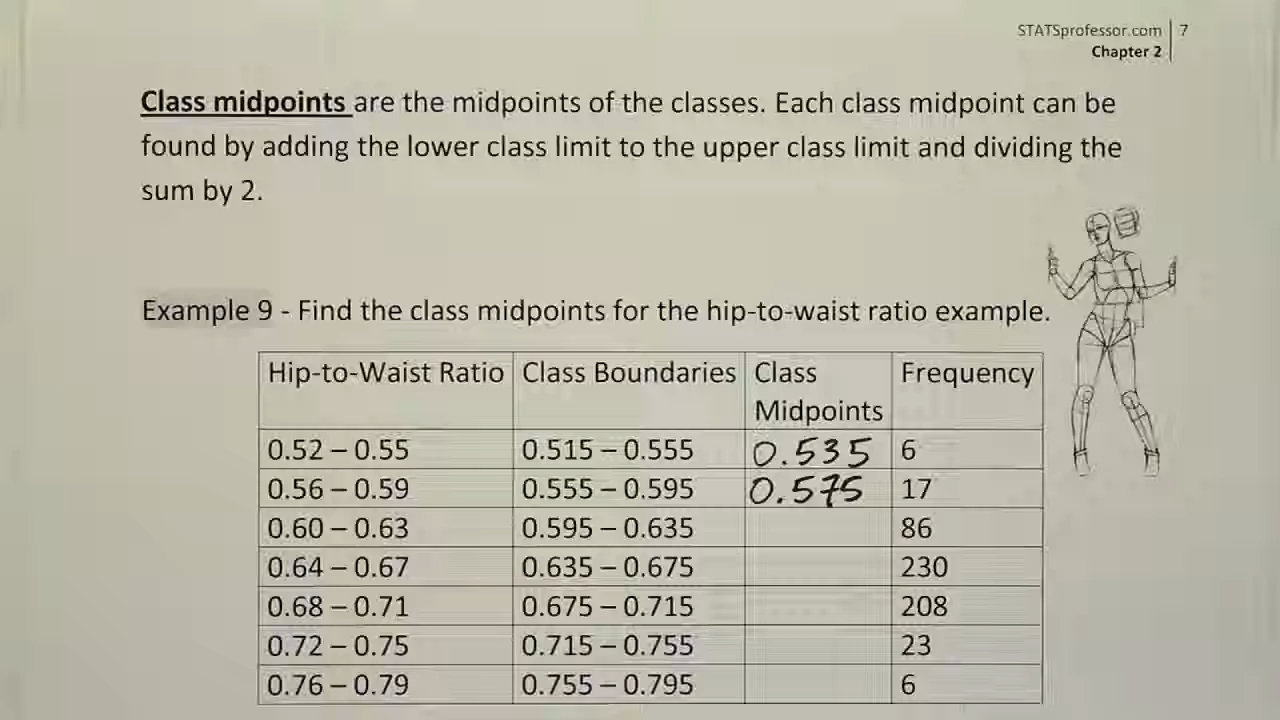 STATSprofessor.com 7
Chapter 2
Class midpoints are the midpoints of the classes. Each class midpoint can be
found by adding the lower class limit to the upper class limit and dividing the
sum by 2.
Example 9 - Find the class midpoints for the hip-to-waist ratio example.
Hip-to-Waist Ratio Class Boundaries Class Frequency
Midpoints
0.52 – 0.55 0.515 – 0.555 0.535 6
0.56 – 0.59 0.555 – 0.595 0.575 17
0.60 – 0.63 0.595 – 0.635 86
0.64 – 0.67 0.635 – 0.675 230
0.68 – 0.71 0.675 – 0.715 208
0.72 – 0.75 0.715 – 0.755 23
0.76 – 0.79 0.755 – 0.795 6